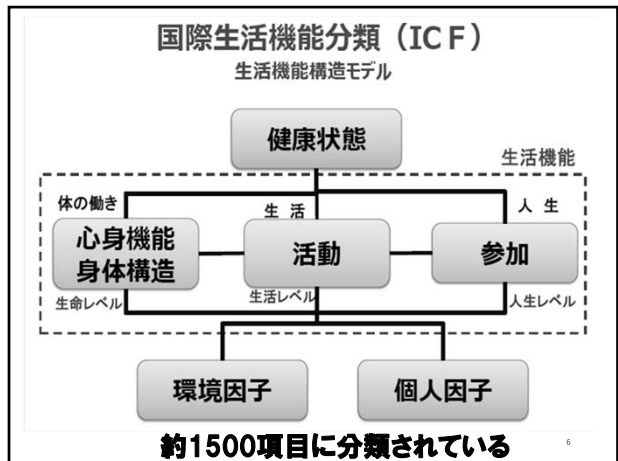 国際生活機能分類（ICF）
生活機能構造モデル
健康状態
生活機能
体の働き
生 活
人 生
心身機能
身体構造
活動
参加
生命レベル
生活レベル
人生レベル
環境因子
個人因子
約1500項目に分類されている
6